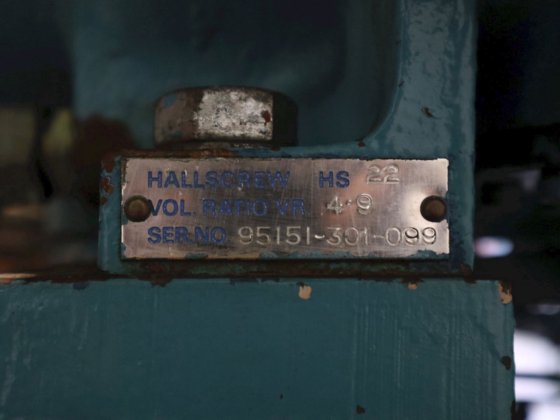 HALLSCREW HS 22
VOL. RATIO VR. 4·9
SER.NO. 95151-301-099